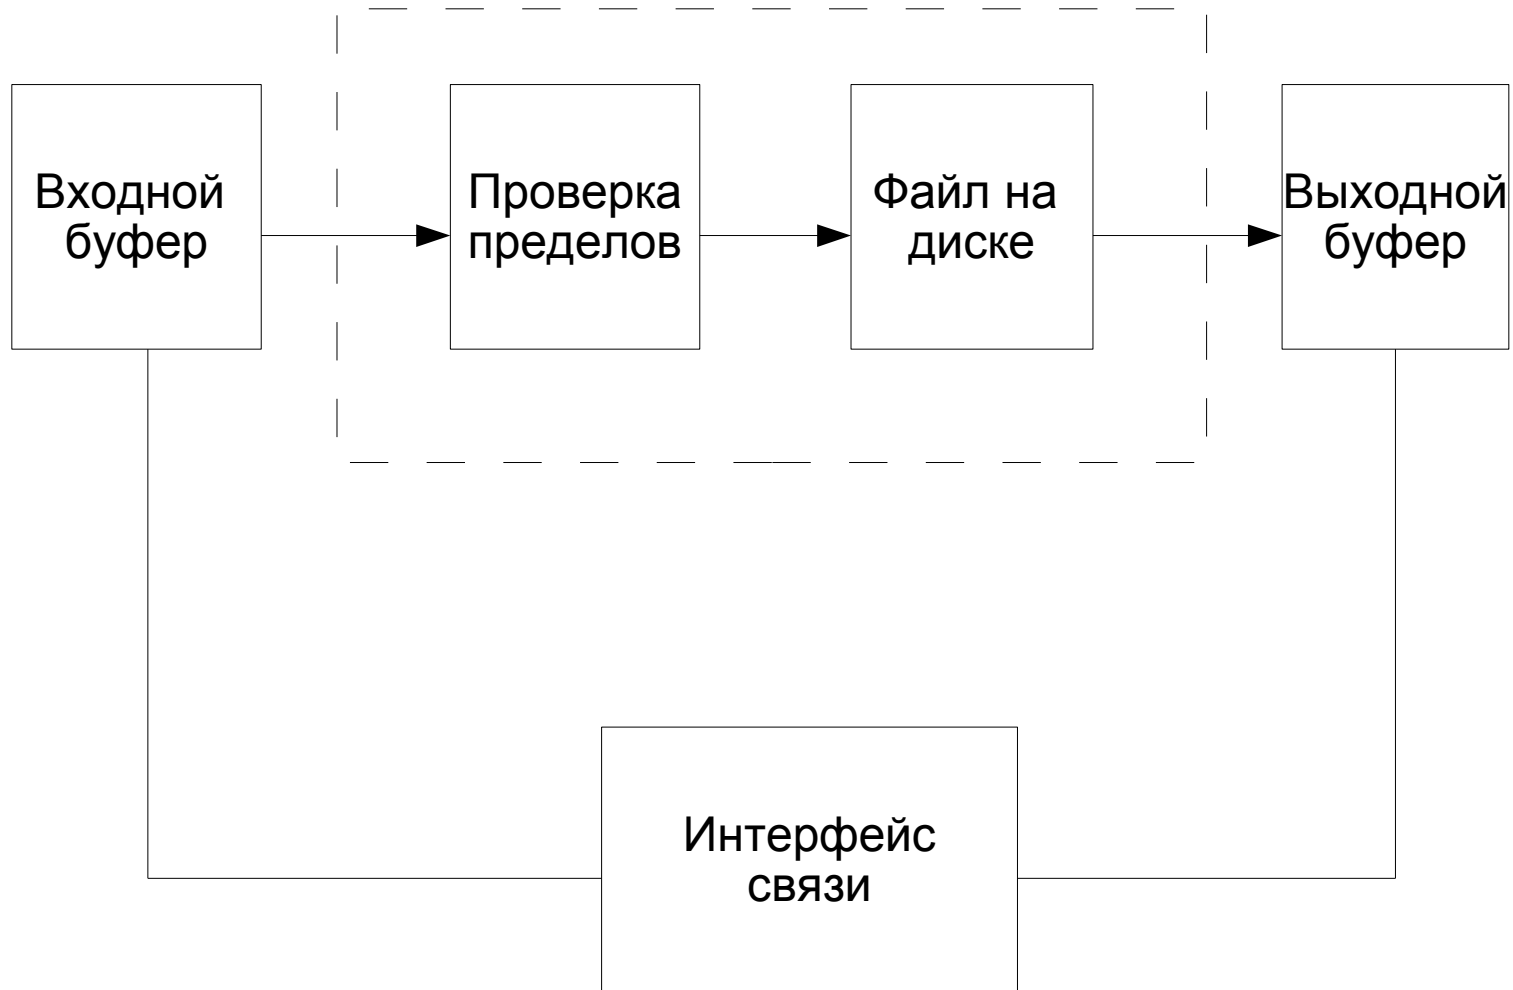 Входной
буфер
Проверка
пределов
Файл на
диске
Выходной
буфер
Интерфейс
связи